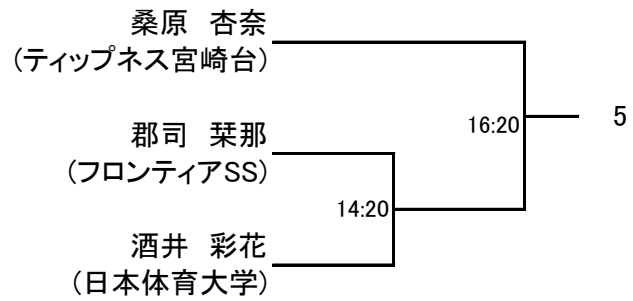 桑原　杏奈
（ティップネス宮崎台）
16:20
5
郡司　栞那
（フロンティアSS）
14:20
酒井　彩花
（日本体育大学）